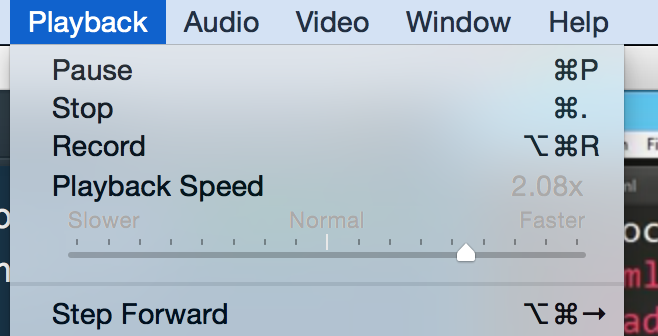 Playback Audio Video Window Help
Pause ⌘P
Stop ⌘.
Record ⌥⌘R
Playback Speed 2.08x
Slower Normal Faster
Step Forward ⌥⌘→